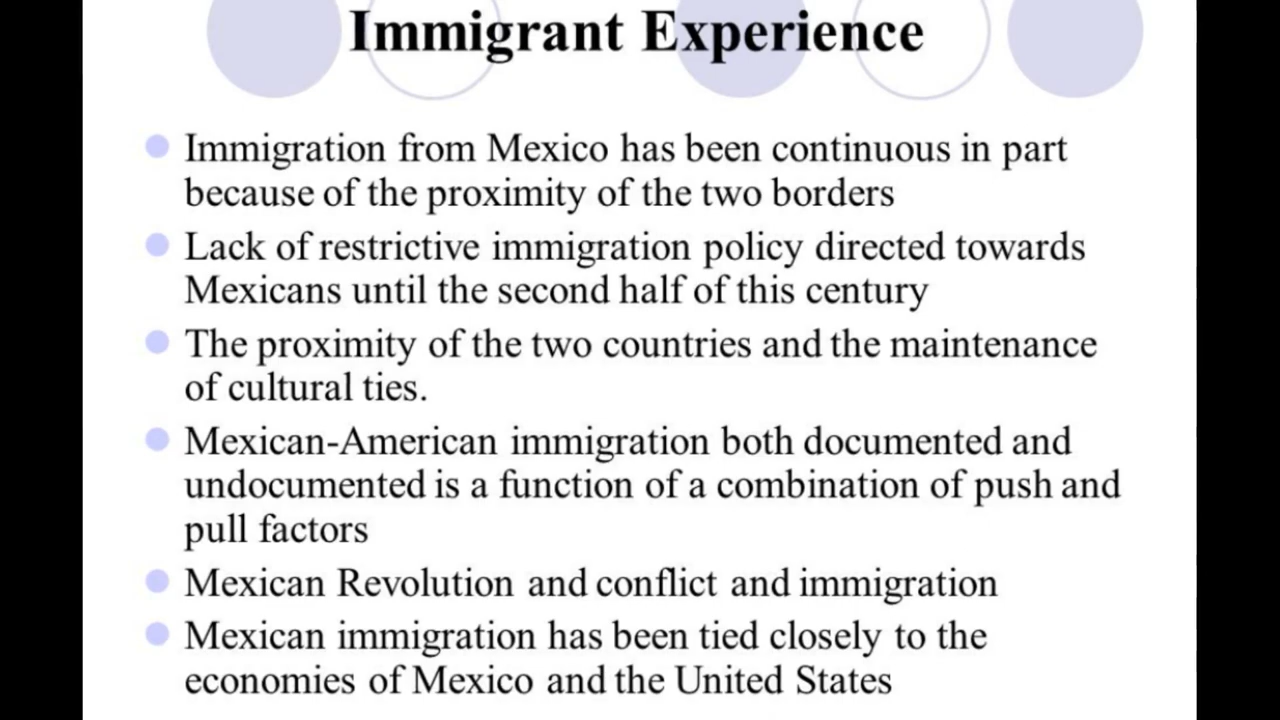 Immigrant Experience
Immigration from Mexico has been continuous in part
because of the proximity of the two borders
Lack of restrictive immigration policy directed towards
Mexicans until the second half of this century
The proximity of the two countries and the maintenance
of cultural ties.
Mexican-American immigration both documented and
undocumented is a function of a combination of push and
pull factors
Mexican Revolution and conflict and immigration
Mexican immigration has been tied closely to the
economies of Mexico and the United States